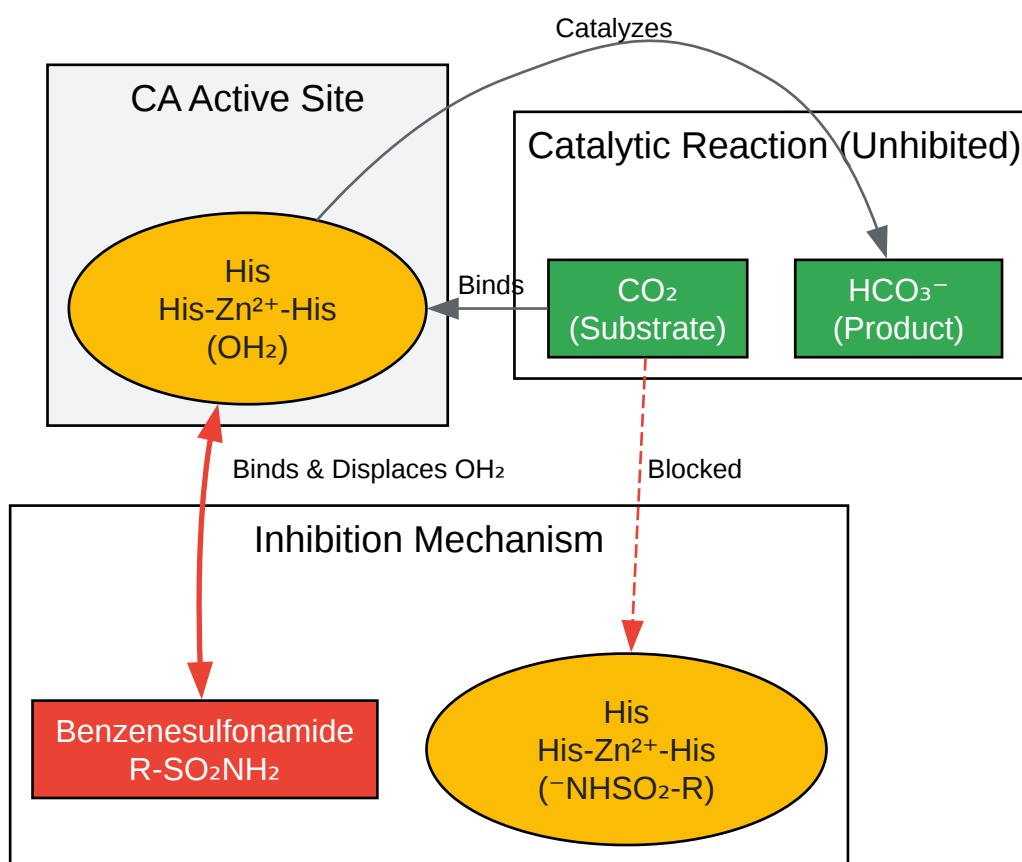 Catalyzes
CA Active Site
Catalytic Reaction (Unhibited)
His
His-Zn²⁺-His
(OH₂)
Binds
CO₂
(Substrate)
HCO₃⁻
(Product)
Binds & Displaces OH₂
Blocked
Inhibition Mechanism
Benzenesulfonamide
R-SO₂NH₂
His
His-Zn²⁺-His
(⁻NHSO₂-R)